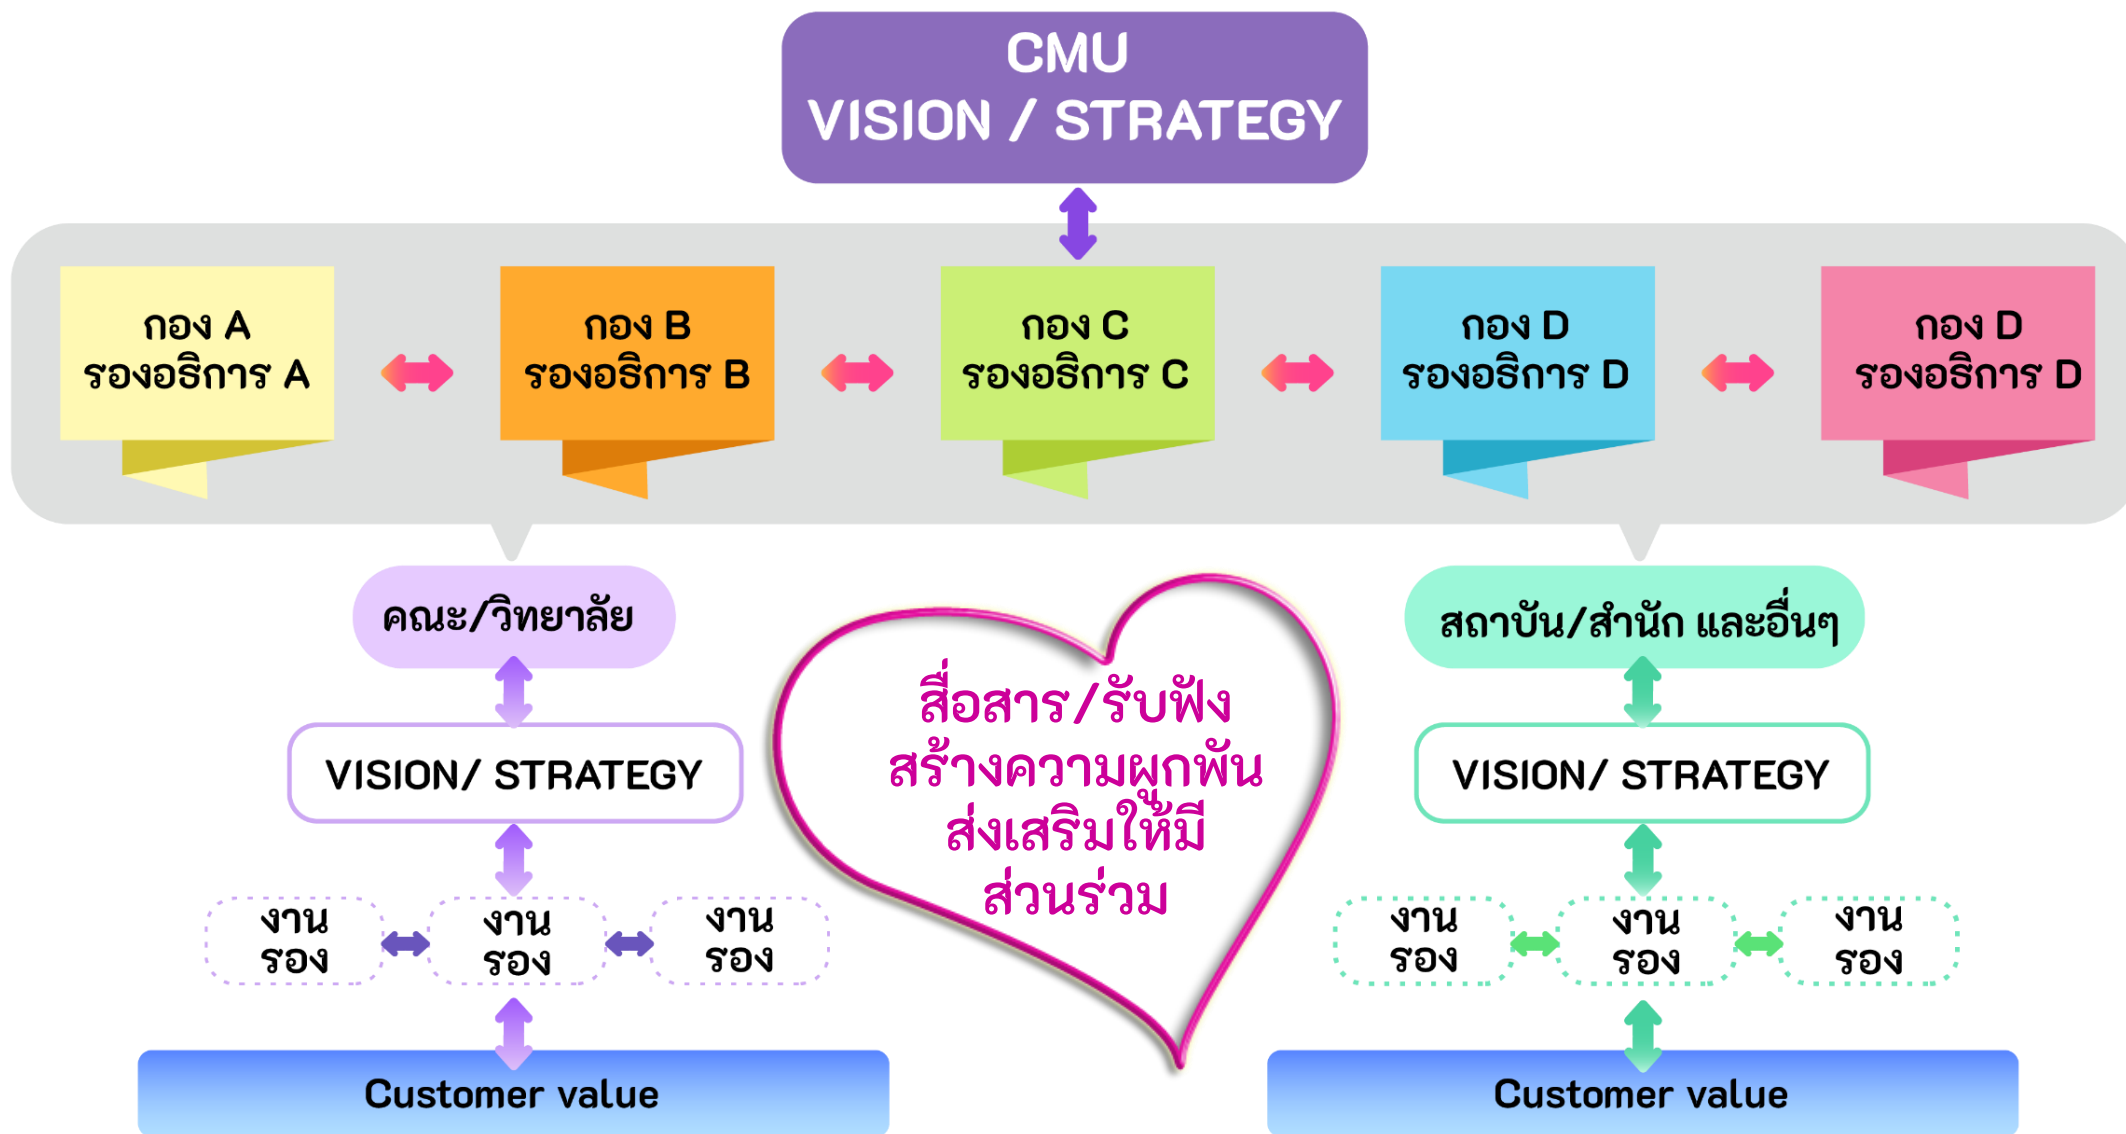 CMU
VISION / STRATEGY
กอง A
รองอธิการ A
กอง B
รองอธิการ B
กอง C
รองอธิการ C
กอง D
รองอธิการ D
กอง D
รองอธิการ D
คณะ/วิทยาลัย
สถาบัน/สำนัก และอื่นๆ
สื่อสาร/รับฟัง
สร้างความผูกพัน
ส่งเสริมให้มี
ส่วนร่วม
VISION/ STRATEGY
VISION/ STRATEGY
งาน
รอง
งาน
รอง
งาน
รอง
งาน
รอง
งาน
รอง
งาน
รอง
Customer value
Customer value